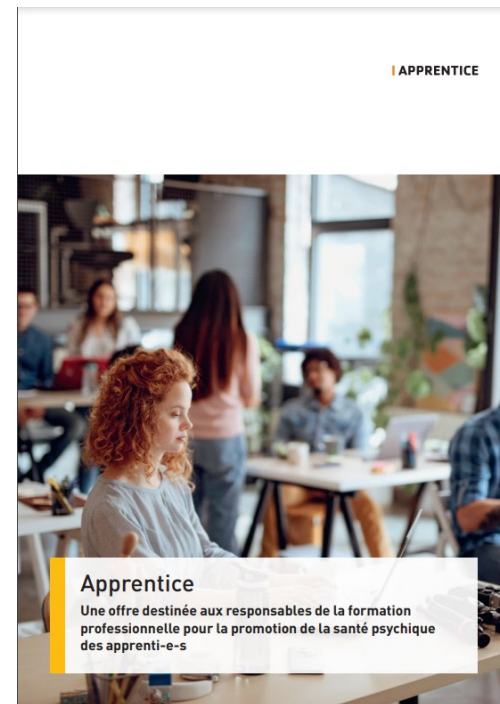 APPRENTICE
Apprentice
Une offre destinée aux responsables de la formation
professionnelle pour la promotion de la santé psychique
des apprenti-e-s